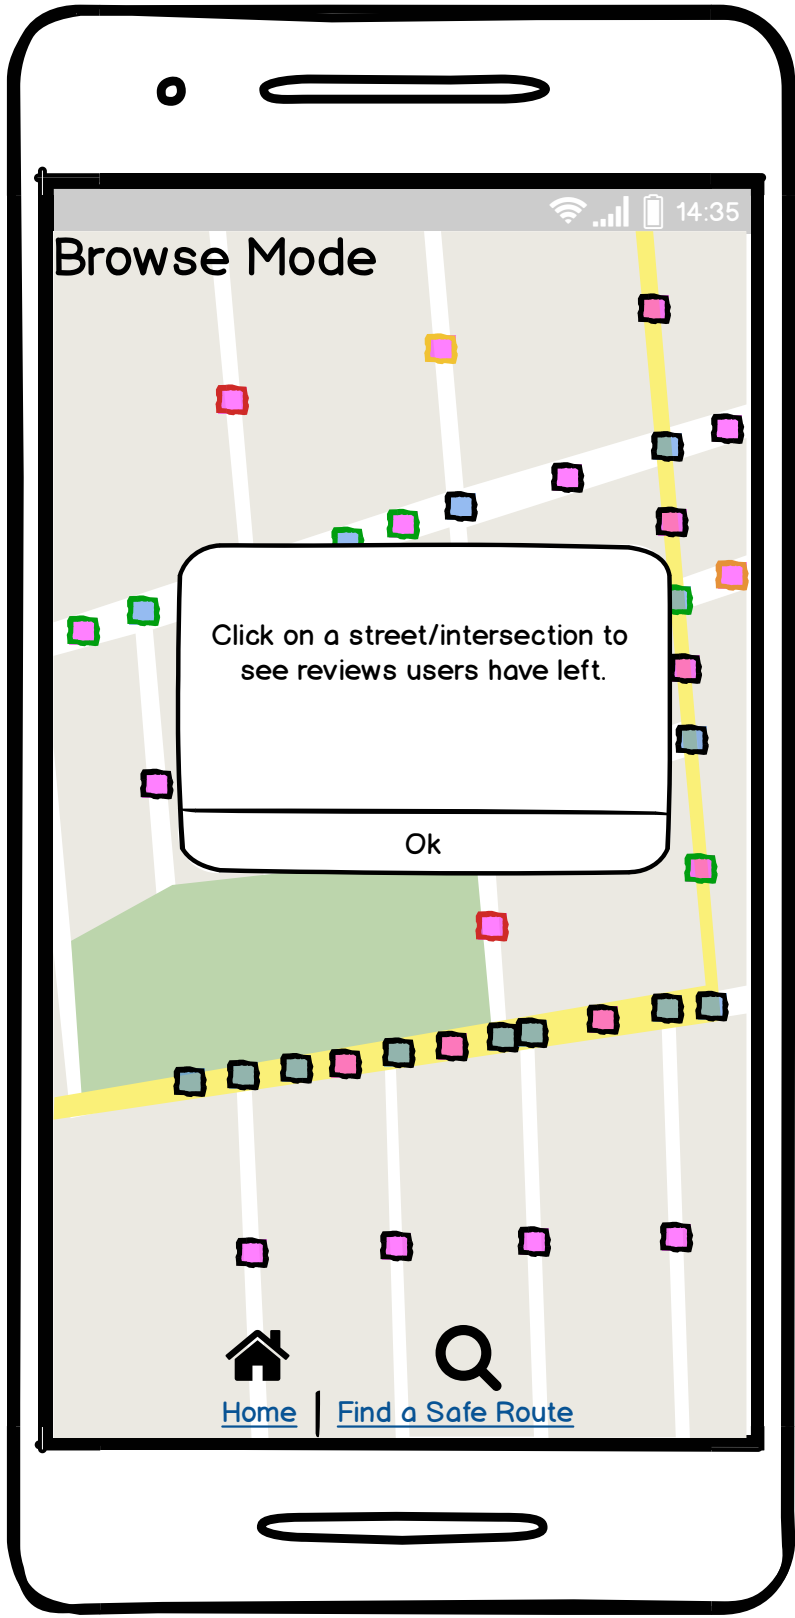 14:35
Browse Mode
Click on a street/intersection to
see reviews users have left.
Ok
Home | Find a Safe Route